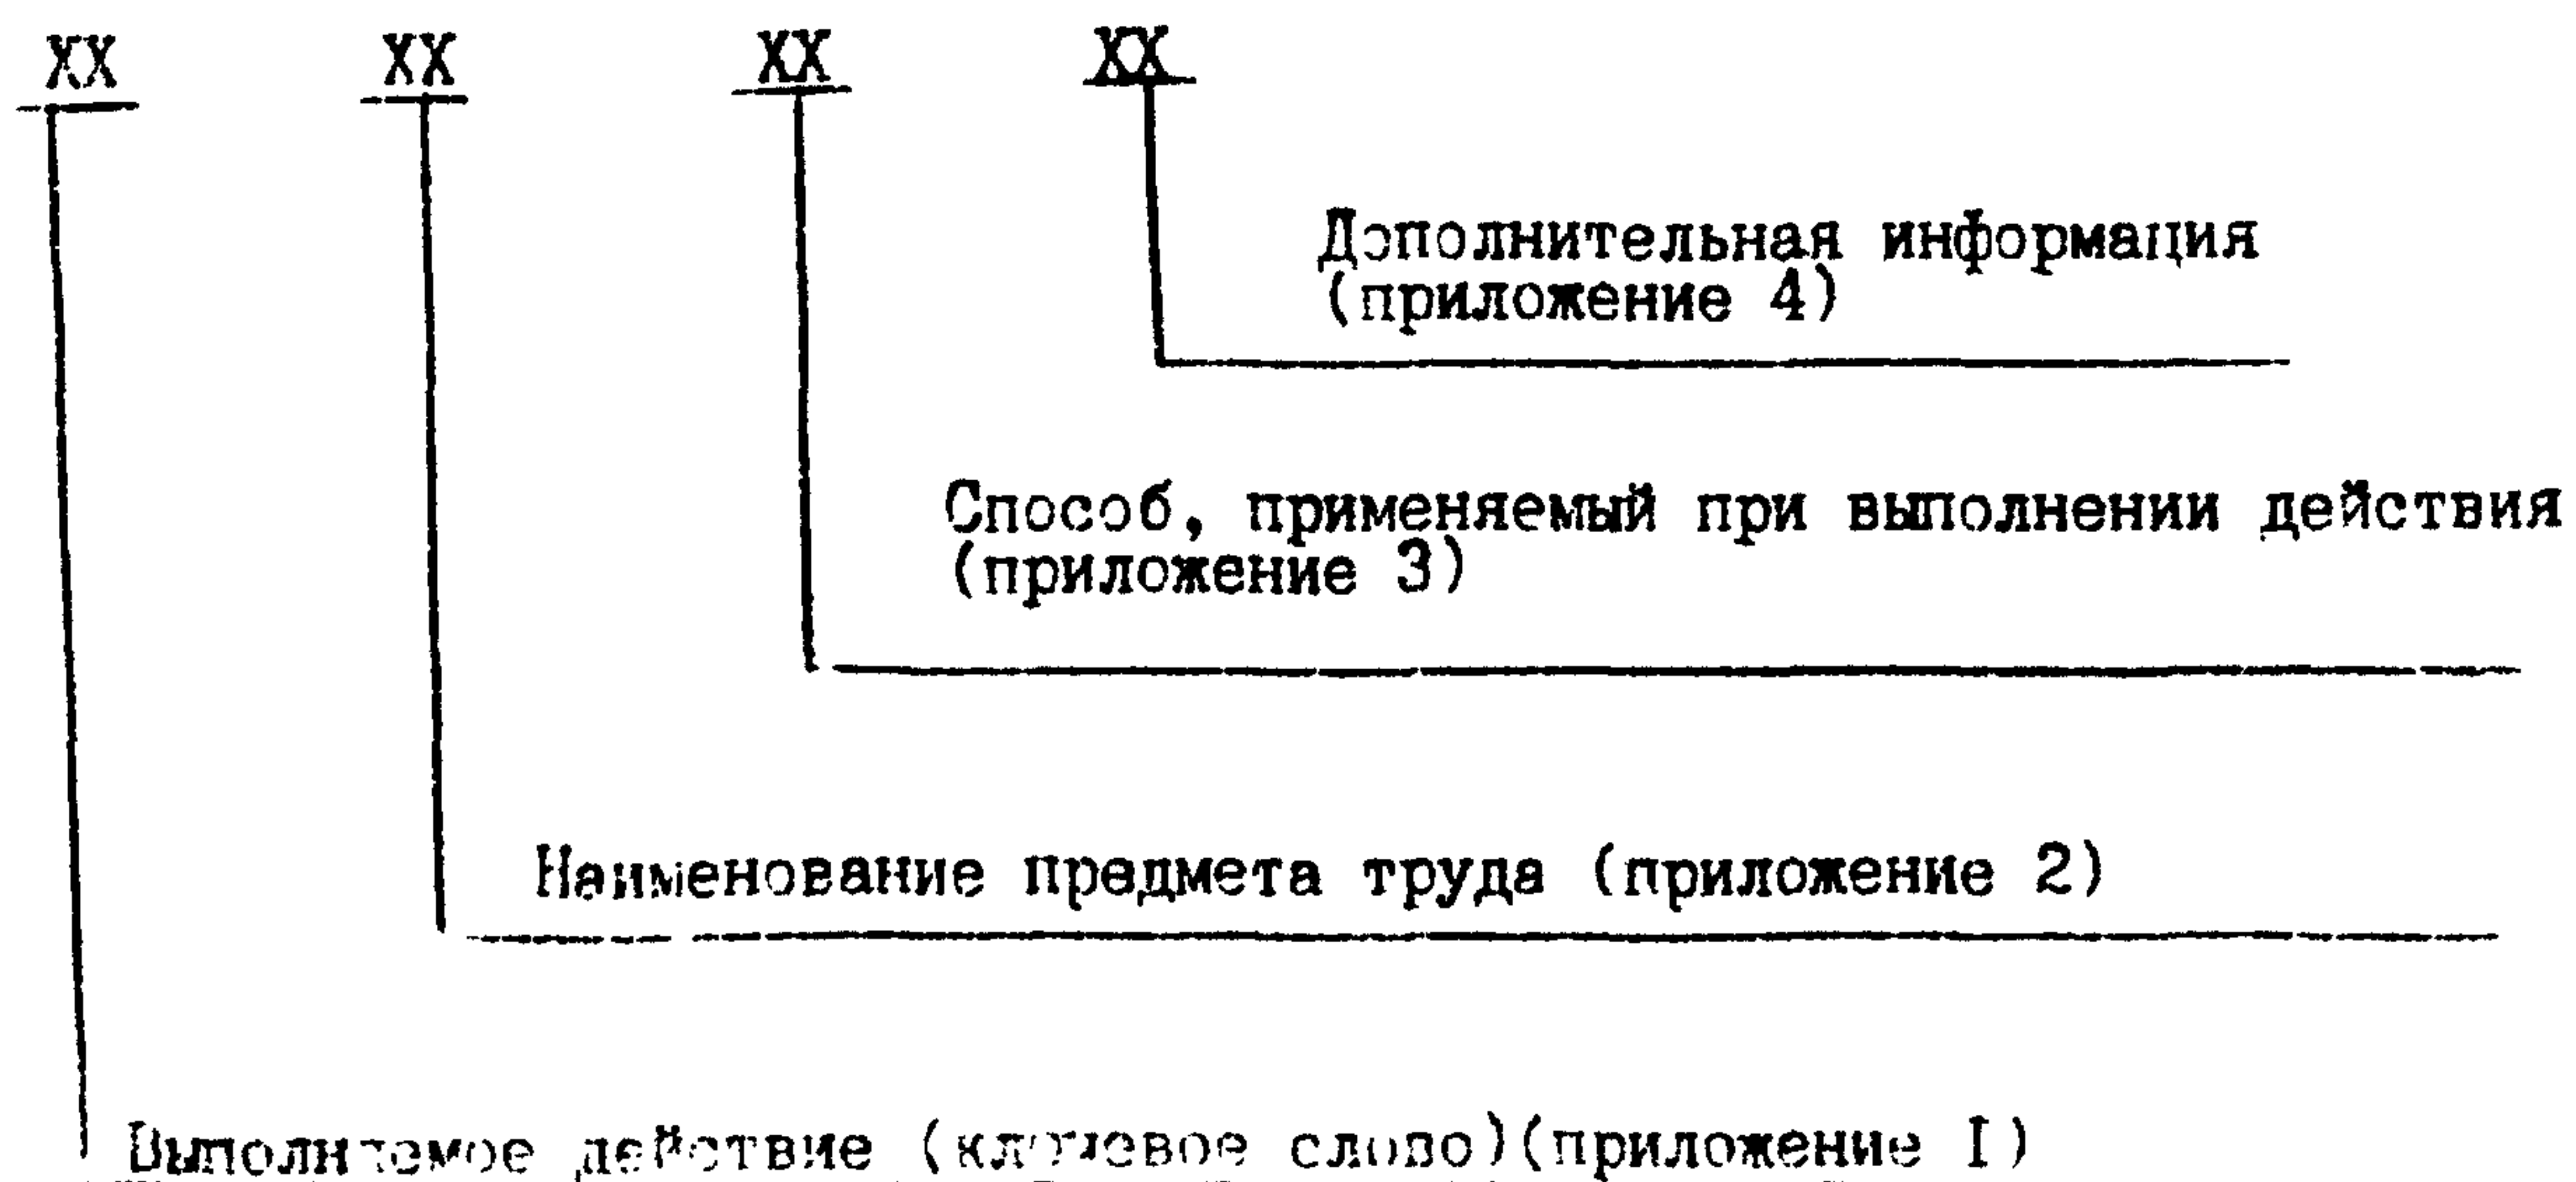 XX XX XX XX
Дополнительная информация
(приложение 4)
Способ, применяемый при выполнении действия
(приложение 3)
Наименование предмета труда (приложение 2)
Выполняемое действие (ключевое слово)(приложение I)